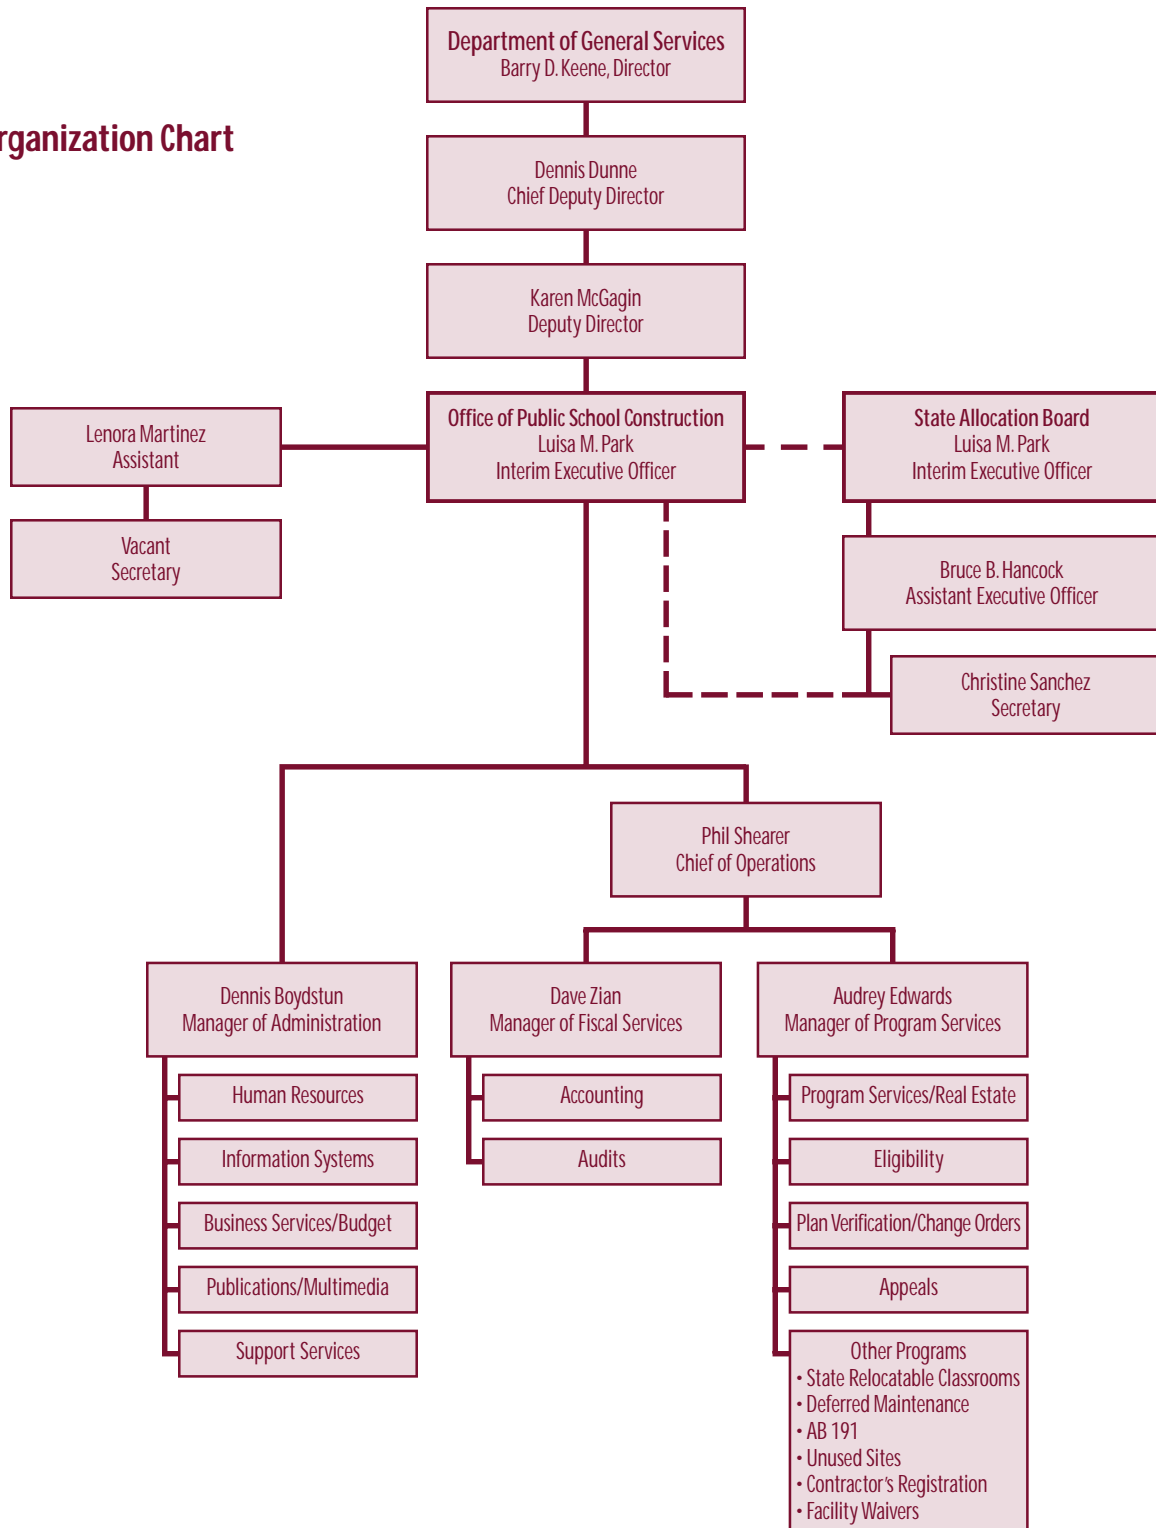 Department of General Services
Barry D. Keene, Director
rganization Chart
Dennis Dunne
Chief Deputy Director
Karen McGagin
Deputy Director
Lenora Martinez
Assistant
Office of Public School Construction
Luisa M. Park
Interim Executive Officer
State Allocation Board
Luisa M. Park
Interim Executive Officer
Vacant
Secretary
Bruce B. Hancock
Assistant Executive Officer
Christine Sanchez
Secretary
Phil Shearer
Chief of Operations
Dennis Boydstun
Manager of Administration
Human Resources
Information Systems
Business Services/Budget
Publications/Multimedia
Support Services
Dave Zian
Manager of Fiscal Services
Accounting
Audits
Audrey Edwards
Manager of Program Services
Program Services/Real Estate
Eligibility
Plan Verification/Change Orders
Appeals
Other Programs
• State Relocatable Classrooms
• Deferred Maintenance
• AB 191
• Unused Sites
• Contractor's Registration
• Facility Waivers